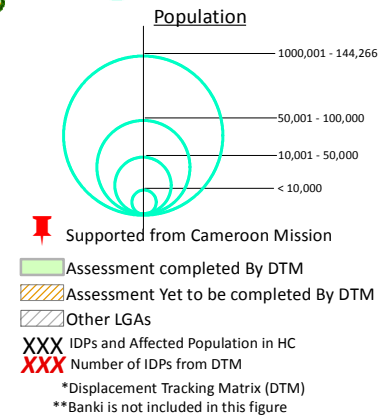 Population
1000,001 - 144,266
50,001 - 100,000
10,001 - 50,000
< 10,000
Supported from Cameroon Mission
Assessment completed By DTM
Assessment Yet to be completed By DTM
Other LGAs
XXX IDPs and Affected Population in HC
XXX Number of IDPs from DTM
*Displacement Tracking Matrix (DTM)
**Banki is not included in this figure